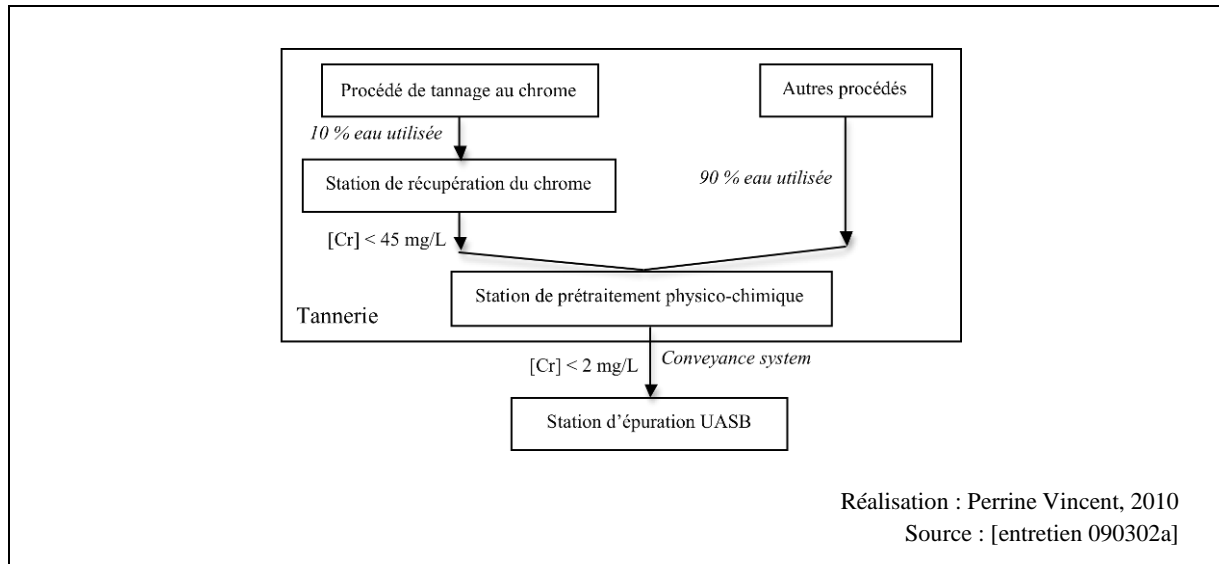 Procédé de tannage au chrome
Autres procédés
10 % eau utilisée
Station de récupération du chrome
90 % eau utilisée
[Cr] < 45 mg/L
Station de prétraitement physico-chimique
Tannerie
[Cr] < 2 mg/L
Conveyance system
Station d’épuration UASB
Réalisation : Perrine Vincent, 2010
Source : [entretien 090302a]